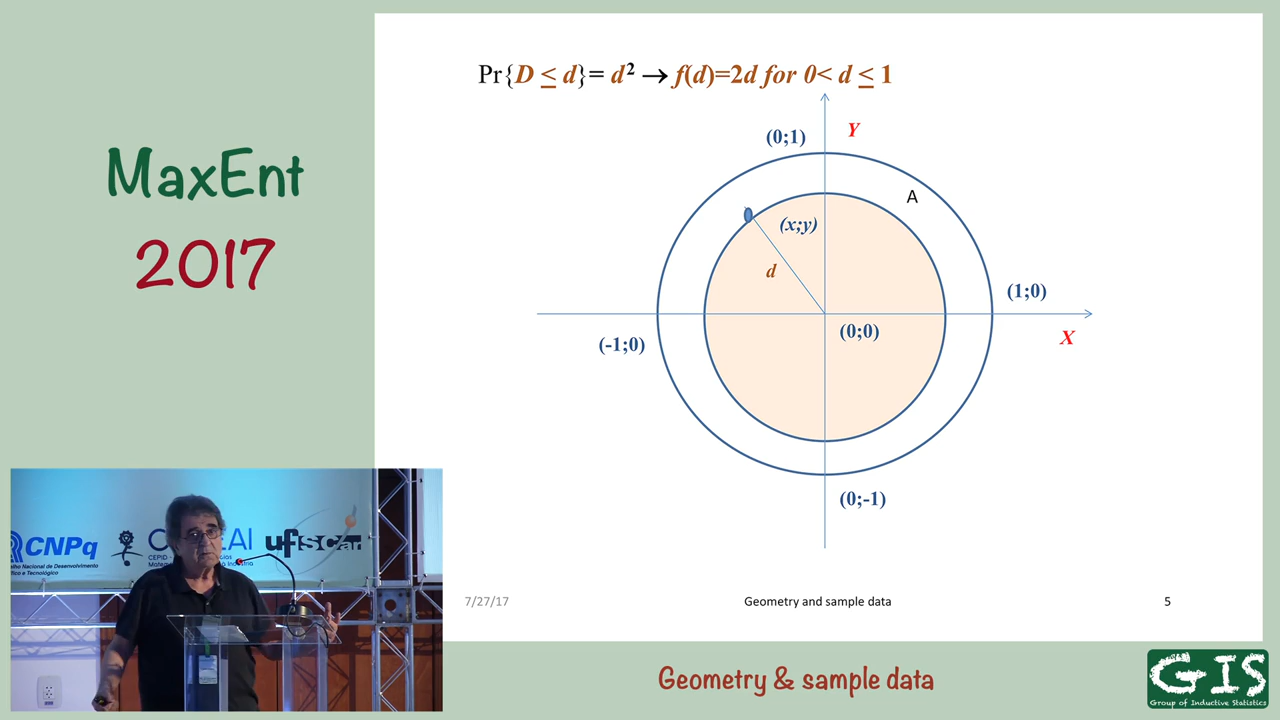 MaxEnt
2017
Pr{D ≤ d}= d² → f(d)=2d for 0< d ≤ 1
(0;1)
Y
A
(x;y)
d
(1;0)
(0;0)
(-1;0)
X
(0;-1)
7/27/17
Geometry and sample data
5
CNPq
ufSCar
CEPID
Geometry & sample data
GIS
Group of Inductive Statistics